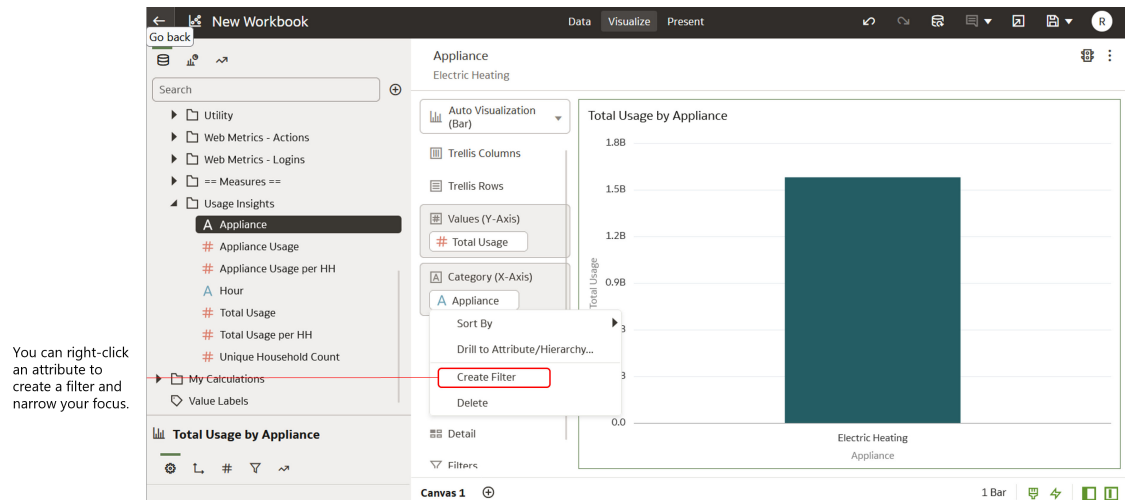 New Workbook
Data
Visualize
Present
R
Go back
Search
Utility
Web Metrics - Actions
Web Metrics - Logins
== Measures ==
Usage Insights
A Appliance
# Appliance Usage
# Appliance Usage per HH
A Hour
# Total Usage
# Total Usage per HH
# Unique Household Count
My Calculations
Value Labels
Total Usage by Appliance
#
You can right-click
an attribute to
create a filter and
narrow your focus.
Appliance
Electric Heating
Auto Visualization
(Bar)
Trellis Columns
Trellis Rows
# Values (Y-Axis)
# Total Usage
A Category (X-Axis)
A Appliance
Sort By
Drill to Attribute/Hierarchy...
Create Filter
Delete
Detail
Filters
Total Usage by Appliance
1.8B
1.5B
1.2B
0.9B
0.0
Total Usage
Electric Heating
Appliance
Canvas 1
1 Bar